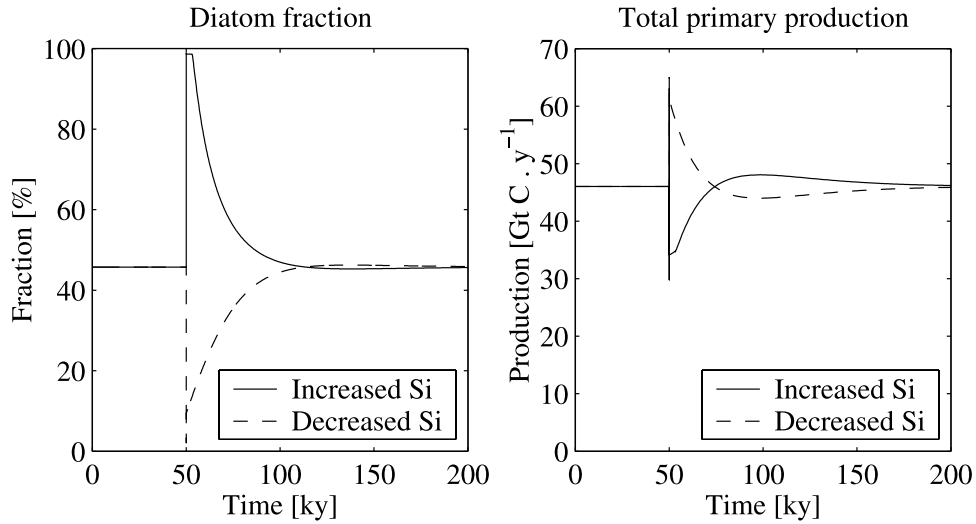 Diatom fraction
Fraction [%]
100
80
60
40
20
0
0 50 100 150 200
Time [ky]
Increased Si
Decreased Si
Total primary production
Production [Gt C . y⁻¹]
70
60
50
40
30
20
10
0
0 50 100 150 200
Time [ky]
Increased Si
Decreased Si